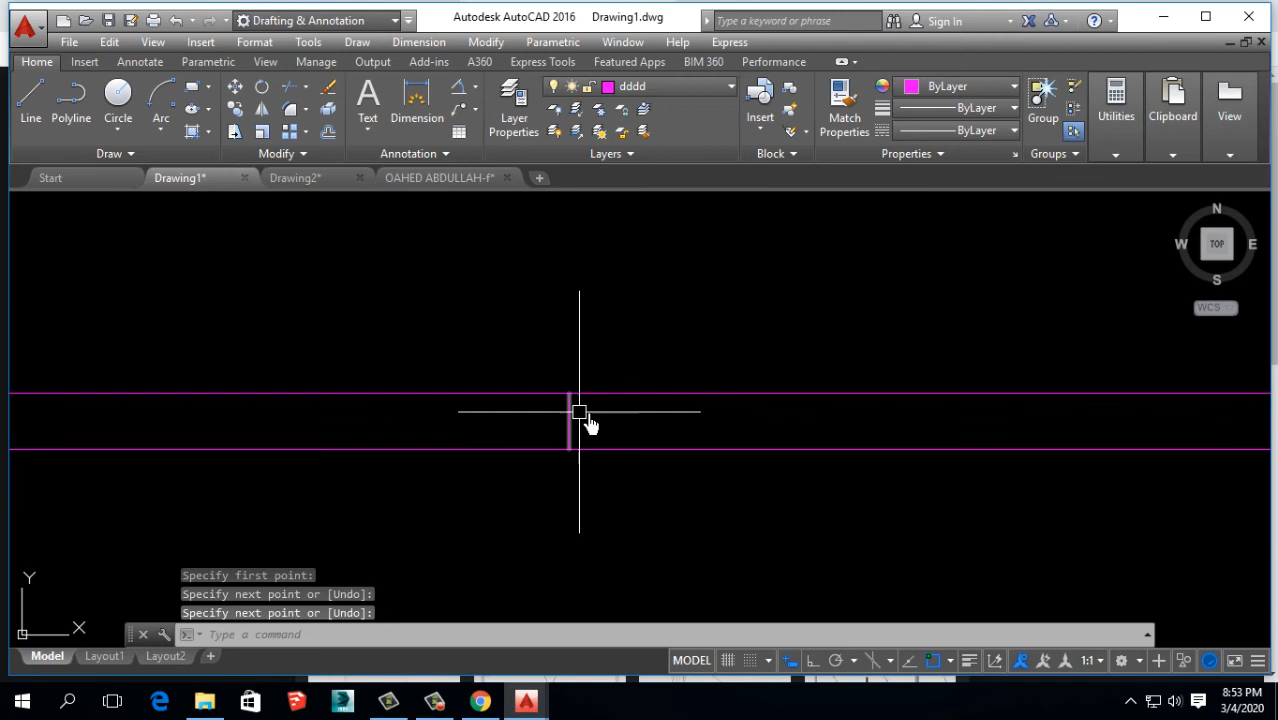 Drafting & Annotation
Autodesk AutoCAD 2016 Drawing1.dwg
Type a keyword or phrase
Sign In
File Edit View Insert Format Tools Draw Dimension Modify Parametric Window Help Express
Home Insert Annotate Parametric View Manage Output Add-ins A360 Express Tools Featured Apps BIM 360 Performance
dddd
ByLayer
ByLayer
ByLayer
Line Polyline Circle Arc
Text Dimension
Layer Properties
Insert
Match Properties
Group
Utilities
Clipboard
View
Draw Modify Annotation Layers Block Properties Groups
Start Drawing1* Drawing2* OAHED ABDULLAH-f*
N
W TOP E
S
WCS
Y
X
Specify first point:
Specify next point or [Undo]:
Specify next point or [Undo]:
Type a command
Model Layout1 Layout2
MODEL
1:1
8:53 PM
3/4/2020